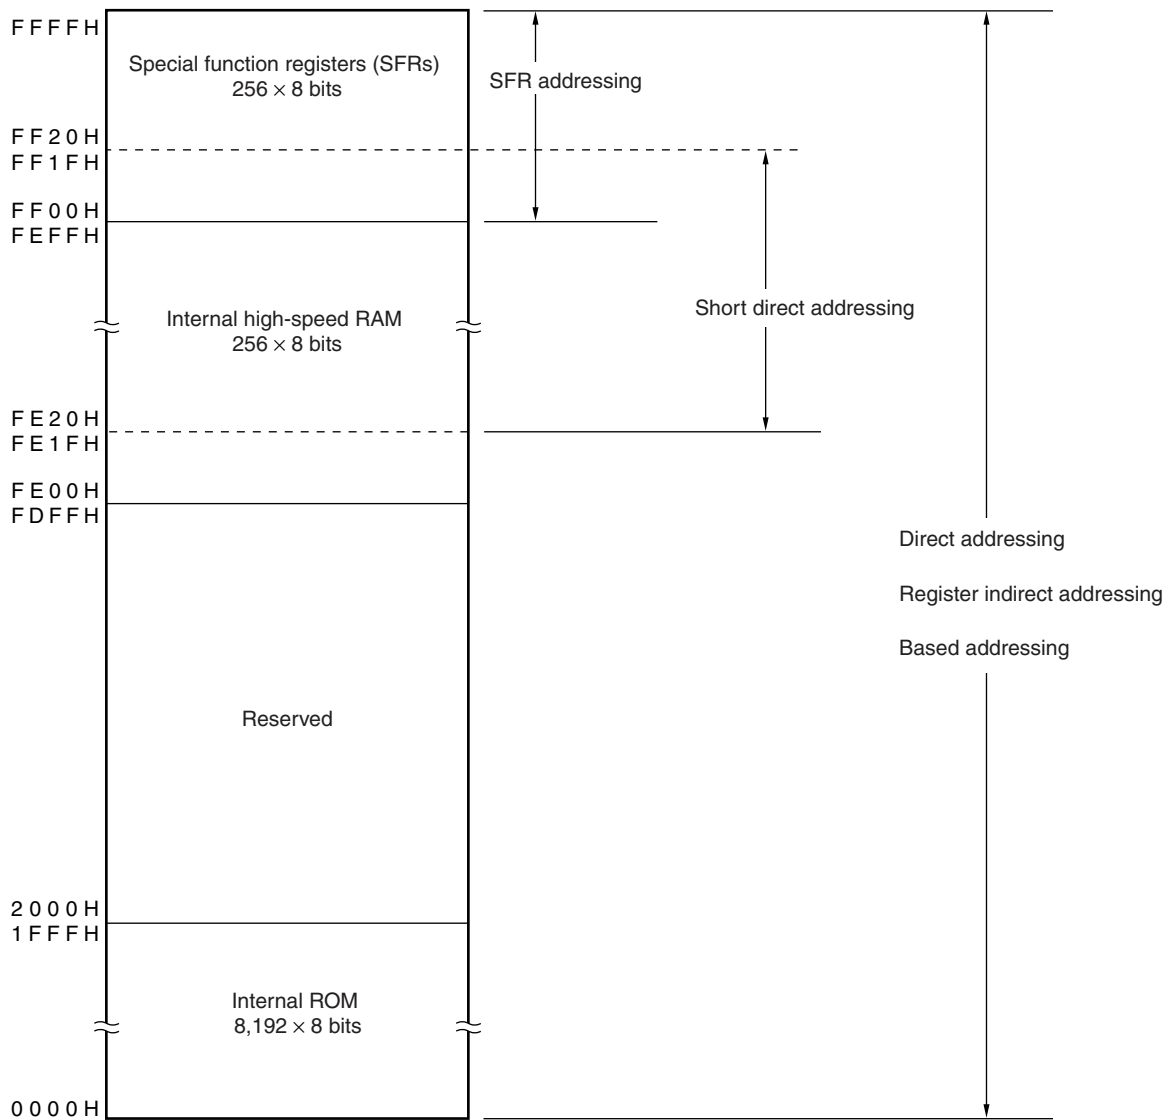 FFFFH
Special function registers (SFRs)
256 × 8 bits
SFR addressing
FF20H
FF1FH
FF00H
FEFFH
Internal high-speed RAM
256 × 8 bits
Short direct addressing
FE20H
FE1FH
FE00H
FDFFH
Direct addressing
Register indirect addressing
Based addressing
Reserved
2000H
1FFFH
Internal ROM
8,192 × 8 bits
0000H